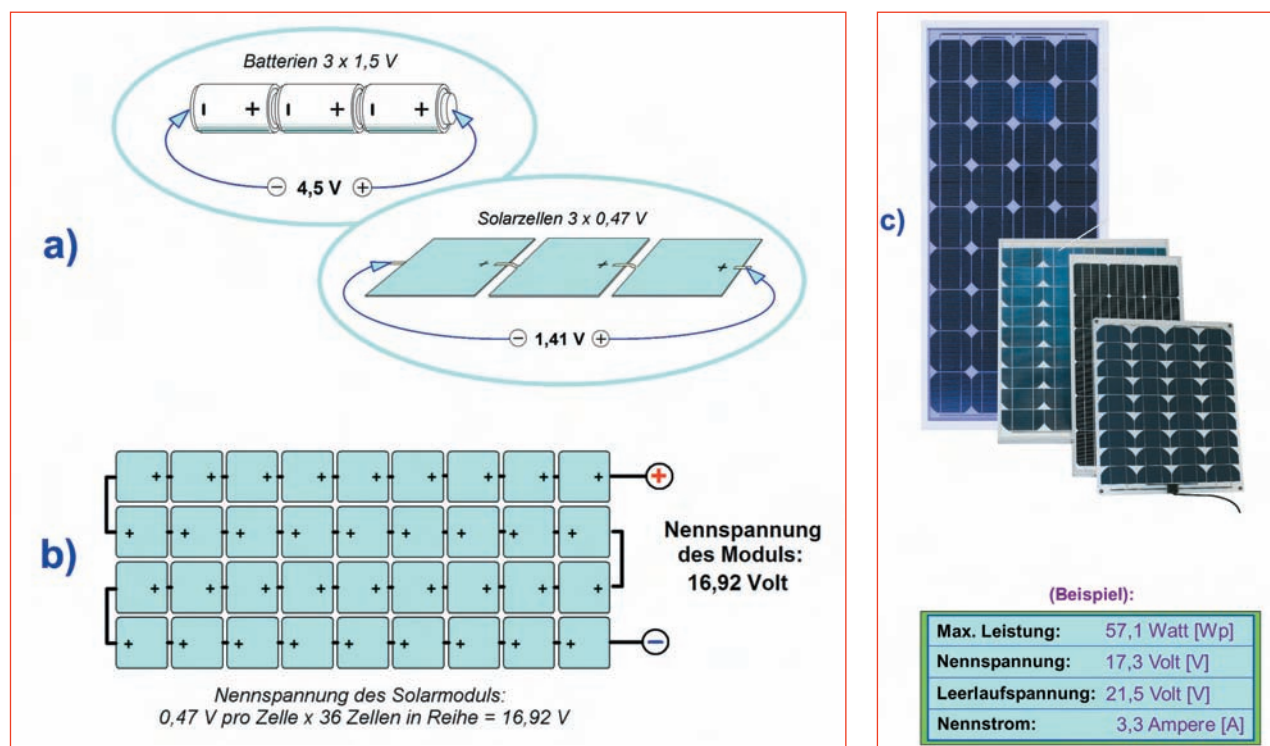 a)
Batterien 3 x 1,5 V
- + - + - +
− 4,5 V +
Solarzellen 3 x 0,47 V
+ + +
− 1,41 V +
b)
+ + + + + + + + + +
+ + + + + + + + +
+ + + + + + + + +
+ + + + + + + + + −
Nennspannung
des Moduls:
16,92 Volt
Nennspannung des Solarmoduls:
0,47 V pro Zelle x 36 Zellen in Reihe = 16,92 V
c)
(Beispiel):
Max. Leistung: 57,1 Watt [Wp]
Nennspannung: 17,3 Volt [V]
Leerlaufspannung: 21,5 Volt [V]
Nennstrom: 3,3 Ampere [A]